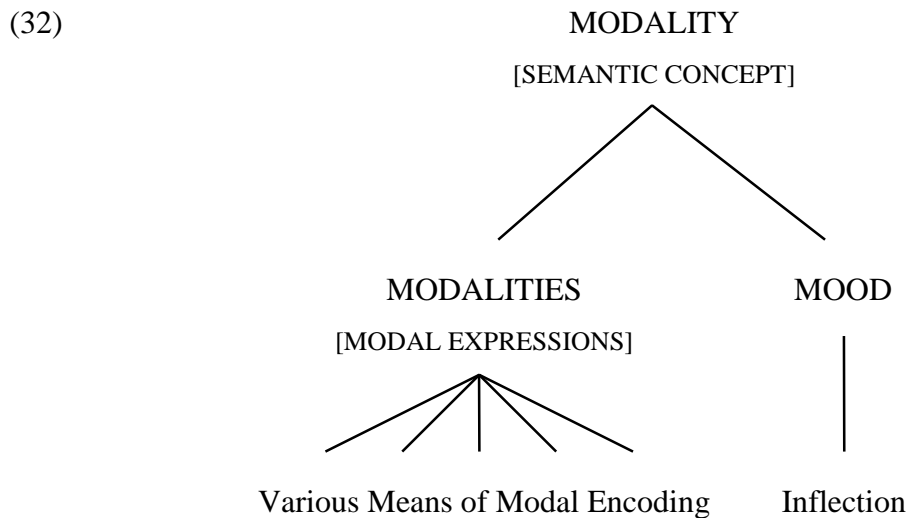 (32) MODALITY
[SEMANTIC CONCEPT]
MODALITIES MOOD
[MODAL EXPRESSIONS]
Various Means of Modal Encoding Inflection